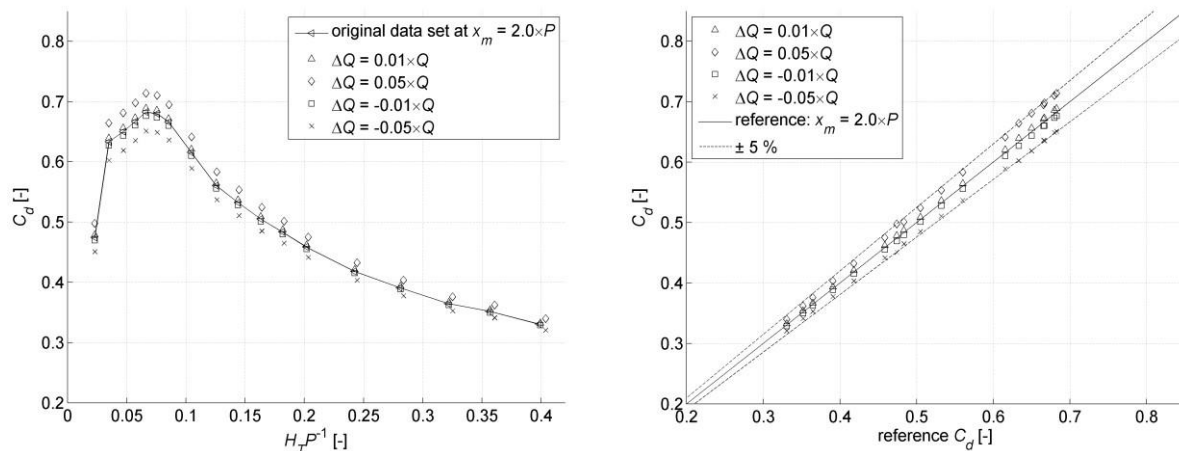 original data set at x_m = 2.0×P
ΔQ = 0.01×Q
ΔQ = 0.05×Q
ΔQ = -0.01×Q
ΔQ = -0.05×Q
0.8
0.7
0.6
0.5
0.4
0.3
0.2
C_d [-]
0 0.05 0.1 0.15 0.2 0.25 0.3 0.35 0.4
H_T P^-1 [-]
ΔQ = 0.01×Q
ΔQ = 0.05×Q
ΔQ = -0.01×Q
ΔQ = -0.05×Q
reference: x_m = 2.0×P
± 5 %
0.8
0.7
0.6
0.5
0.4
0.3
0.2
C_d [-]
0.2 0.3 0.4 0.5 0.6 0.7 0.8
reference C_d [-]